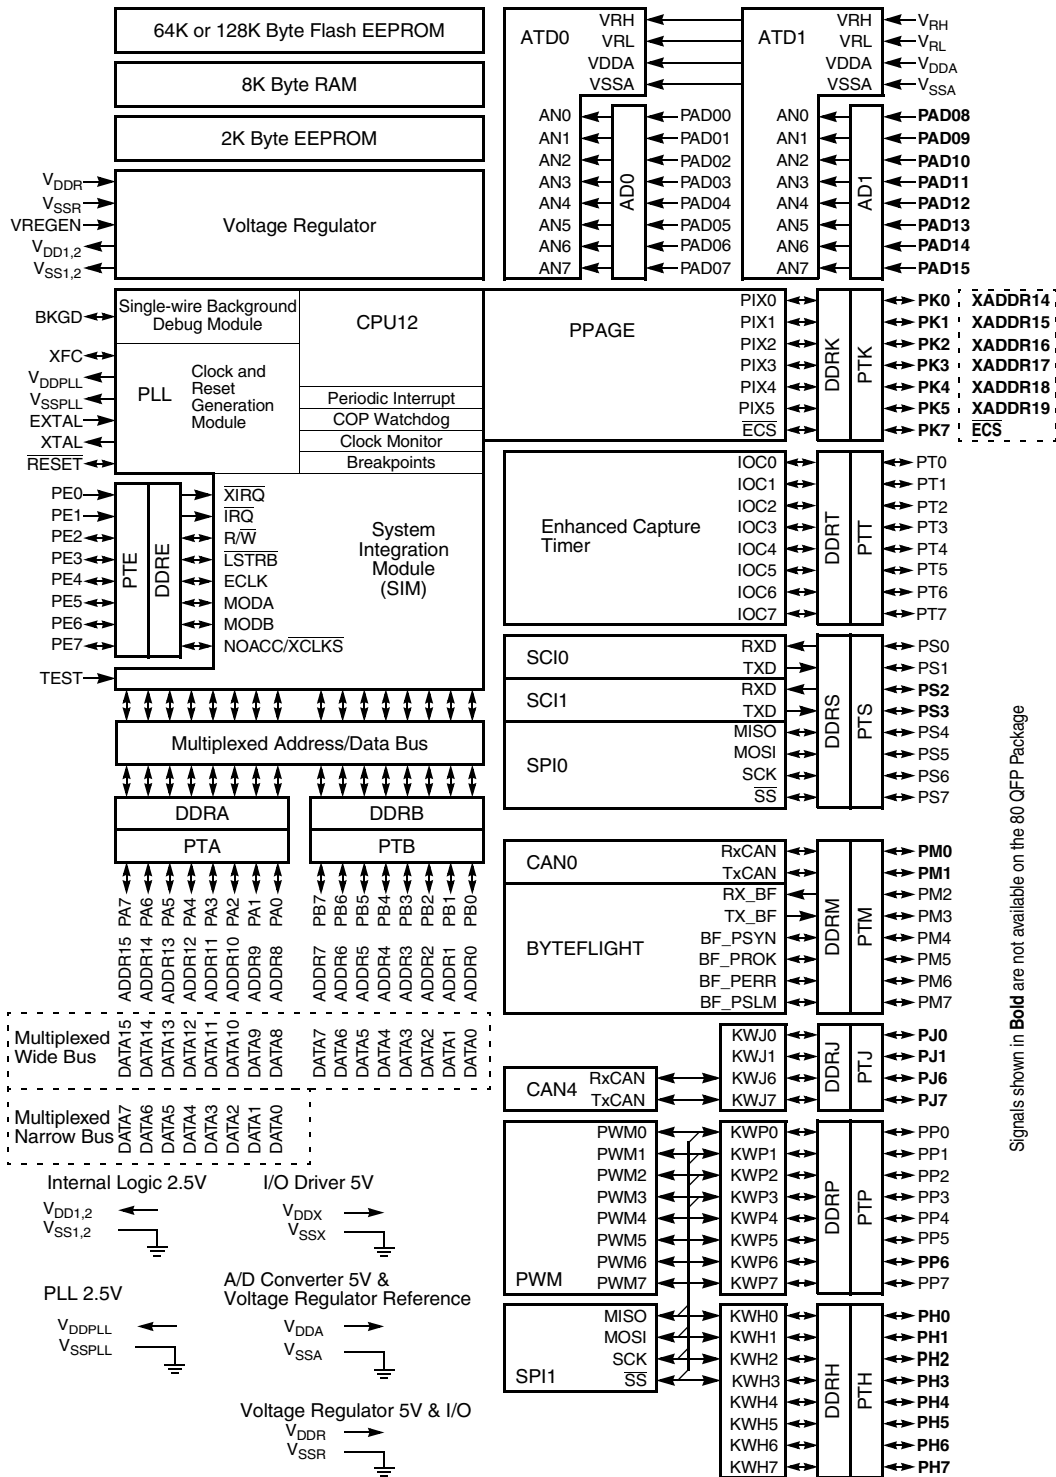 64K or 128K Byte Flash EEPROM
8K Byte RAM
2K Byte EEPROM
VDDR
VSSR
VREGEN
VDD1,2
VSS1,2
Voltage Regulator
ATD0
VRH
VRL
VDDA
VSSA
AN0
AN1
AN2
AN3
AN4
AN5
AN6
AN7
AD0
PAD00
PAD01
PAD02
PAD03
PAD04
PAD05
PAD06
PAD07
ATD1
VRH
VRL
VDDA
VSSA
VRH
VRL
VDDA
VSSA
AN0
AN1
AN2
AN3
AN4
AN5
AN6
AN7
AD1
PAD08
PAD09
PAD10
PAD11
PAD12
PAD13
PAD14
PAD15
BKGD
XFC
VDDPLL
VSSPLL
EXTAL
XTAL
RESET
Single-wire Background
Debug Module
CPU12
PLL
Clock and
Reset
Generation
Module
Periodic Interrupt
COP Watchdog
Clock Monitor
Breakpoints
PPAGE
PIX0
PIX1
PIX2
PIX3
PIX4
PIX5
ECS
DDRK
PTK
PK0
PK1
PK2
PK3
PK4
PK5
PK7
XADDR14
XADDR15
XADDR16
XADDR17
XADDR18
XADDR19
ECS
PE0
PE1
PE2
PE3
PE4
PE5
PE6
PE7
TEST
PTE
DDRE
XIRQ
IRQ
R/W
LSTRB
ECLK
MODA
MODB
NOACC/XCLKS
System
Integration
Module
(SIM)
Enhanced Capture
Timer
IOC0
IOC1
IOC2
IOC3
IOC4
IOC5
IOC6
IOC7
DDRT
PTT
PT0
PT1
PT2
PT3
PT4
PT5
PT6
PT7
SCI0
RXD
TXD
SCI1
RXD
TXD
SPI0
MISO
MOSI
SCK
SS
DDRS
PTS
PS0
PS1
PS2
PS3
PS4
PS5
PS6
PS7
Multiplexed Address/Data Bus
DDRA
PTA
DDRB
PTB
PA7
PA6
PA5
PA4
PA3
PA2
PA1
PA0
PB7
PB6
PB5
PB4
PB3
PB2
PB1
PB0
ADDR15
ADDR14
ADDR13
ADDR12
ADDR11
ADDR10
ADDR9
ADDR8
ADDR7
ADDR6
ADDR5
ADDR4
ADDR3
ADDR2
ADDR1
ADDR0
Multiplexed
Wide Bus
DATA15
DATA14
DATA13
DATA12
DATA11
DATA10
DATA9
DATA8
DATA7
DATA6
DATA5
DATA4
DATA3
DATA2
DATA1
DATA0
Multiplexed
Narrow Bus
DATA7
DATA6
DATA5
DATA4
DATA3
DATA2
DATA1
DATA0
CAN0
RxCAN
TxCAN
BYTEFLIGHT
RX_BF
TX_BF
BF_PSYN
BF_PROK
BF_PERR
BF_PSLM
DDRM
PTM
PM0
PM1
PM2
PM3
PM4
PM5
PM6
PM7
CAN4
RxCAN
TxCAN
KWJ0
KWJ1
KWJ6
KWJ7
DDRJ
PTJ
PJ0
PJ1
PJ6
PJ7
PWM
PWM0
PWM1
PWM2
PWM3
PWM4
PWM5
PWM6
PWM7
KWP0
KWP1
KWP2
KWP3
KWP4
KWP5
KWP6
KWP7
DDRP
PTP
PP0
PP1
PP2
PP3
PP4
PP5
PP6
PP7
SPI1
MISO
MOSI
SCK
SS
KWH0
KWH1
KWH2
KWH3
KWH4
KWH5
KWH6
KWH7
DDRH
PTH
PH0
PH1
PH2
PH3
PH4
PH5
PH6
PH7
Internal Logic 2.5V
VDD1,2
VSS1,2
I/O Driver 5V
VDDX
VSSX
PLL 2.5V
VDDPLL
VSSPLL
A/D Converter 5V &
Voltage Regulator Reference
VDDA
VSSA
Voltage Regulator 5V & I/O
VDDR
VSSR
Signals shown in Bold are not available on the 80 QFP Package